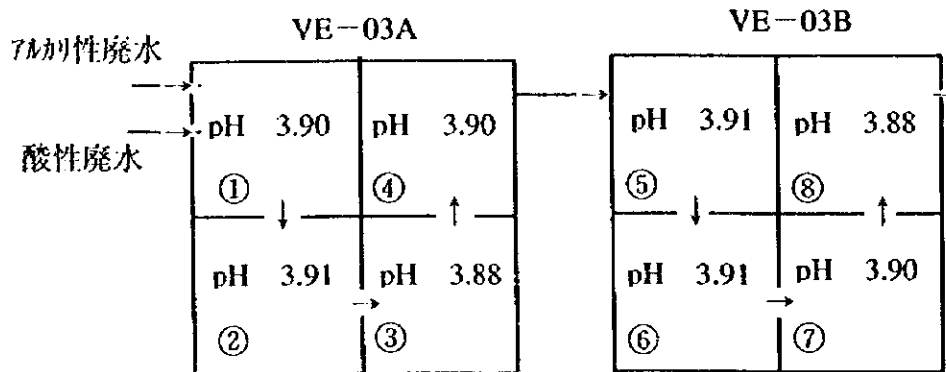 VE-03A
VE-03B
アルカリ性廃水
酸性廃水
pH 3.90
①
pH 3.90
④
pH 3.91
⑤
pH 3.88
⑧
pH 3.91
②
pH 3.88
③
pH 3.91
⑥
pH 3.90
⑦